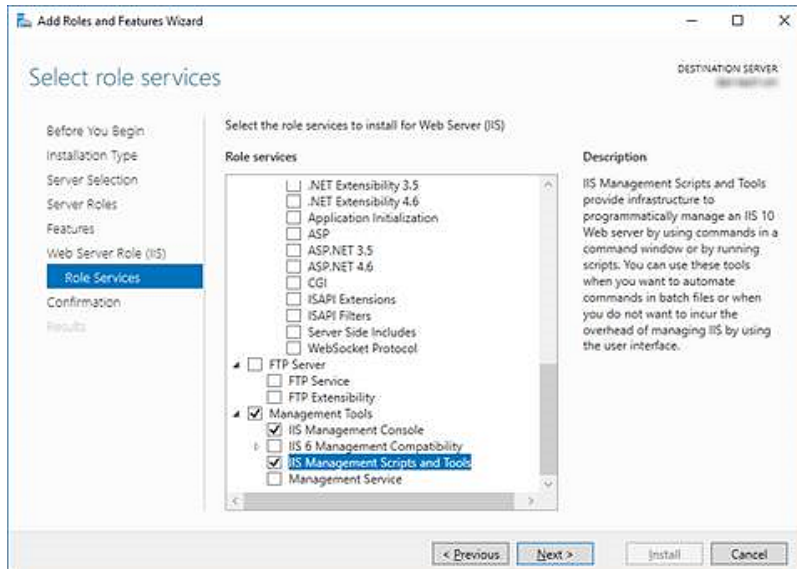 Add Roles and Features Wizard
Select role services
DESTINATION SERVER
Before You Begin
Installation Type
Server Selection
Server Roles
Features
Web Server Role (IIS)
Role Services
Confirmation
Results
Select the role services to install for Web Server (IIS)
Role services
.NET Extensibility 3.5
.NET Extensibility 4.6
Application Initialization
ASP
ASP.NET 3.5
ASP.NET 4.6
CGI
ISAPI Extensions
ISAPI Filters
Server Side Includes
WebSocket Protocol
FTP Server
FTP Service
FTP Extensibility
Management Tools
IIS Management Console
IIS 6 Management Compatibility
IIS Management Scripts and Tools
Management Service
Description
IIS Management Scripts and Tools
provide infrastructure to
programmatically manage an IIS 10
Web server by using commands in a
command window or by running
scripts. You can use these tools
when you want to automate
commands in batch files or when
you do not want to incur the
overhead of managing IIS by using
the user interface.
< Previous
Next >
Install
Cancel